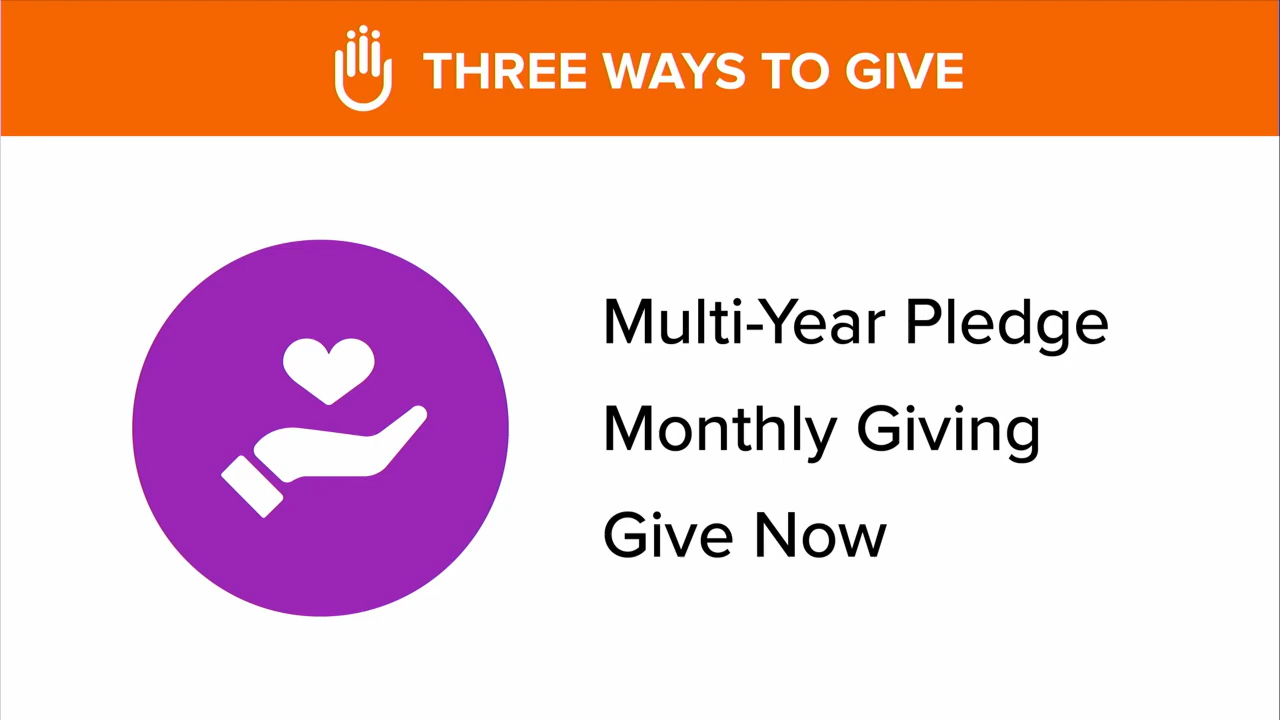 THREE WAYS TO GIVE
Multi-Year Pledge
Monthly Giving
Give Now